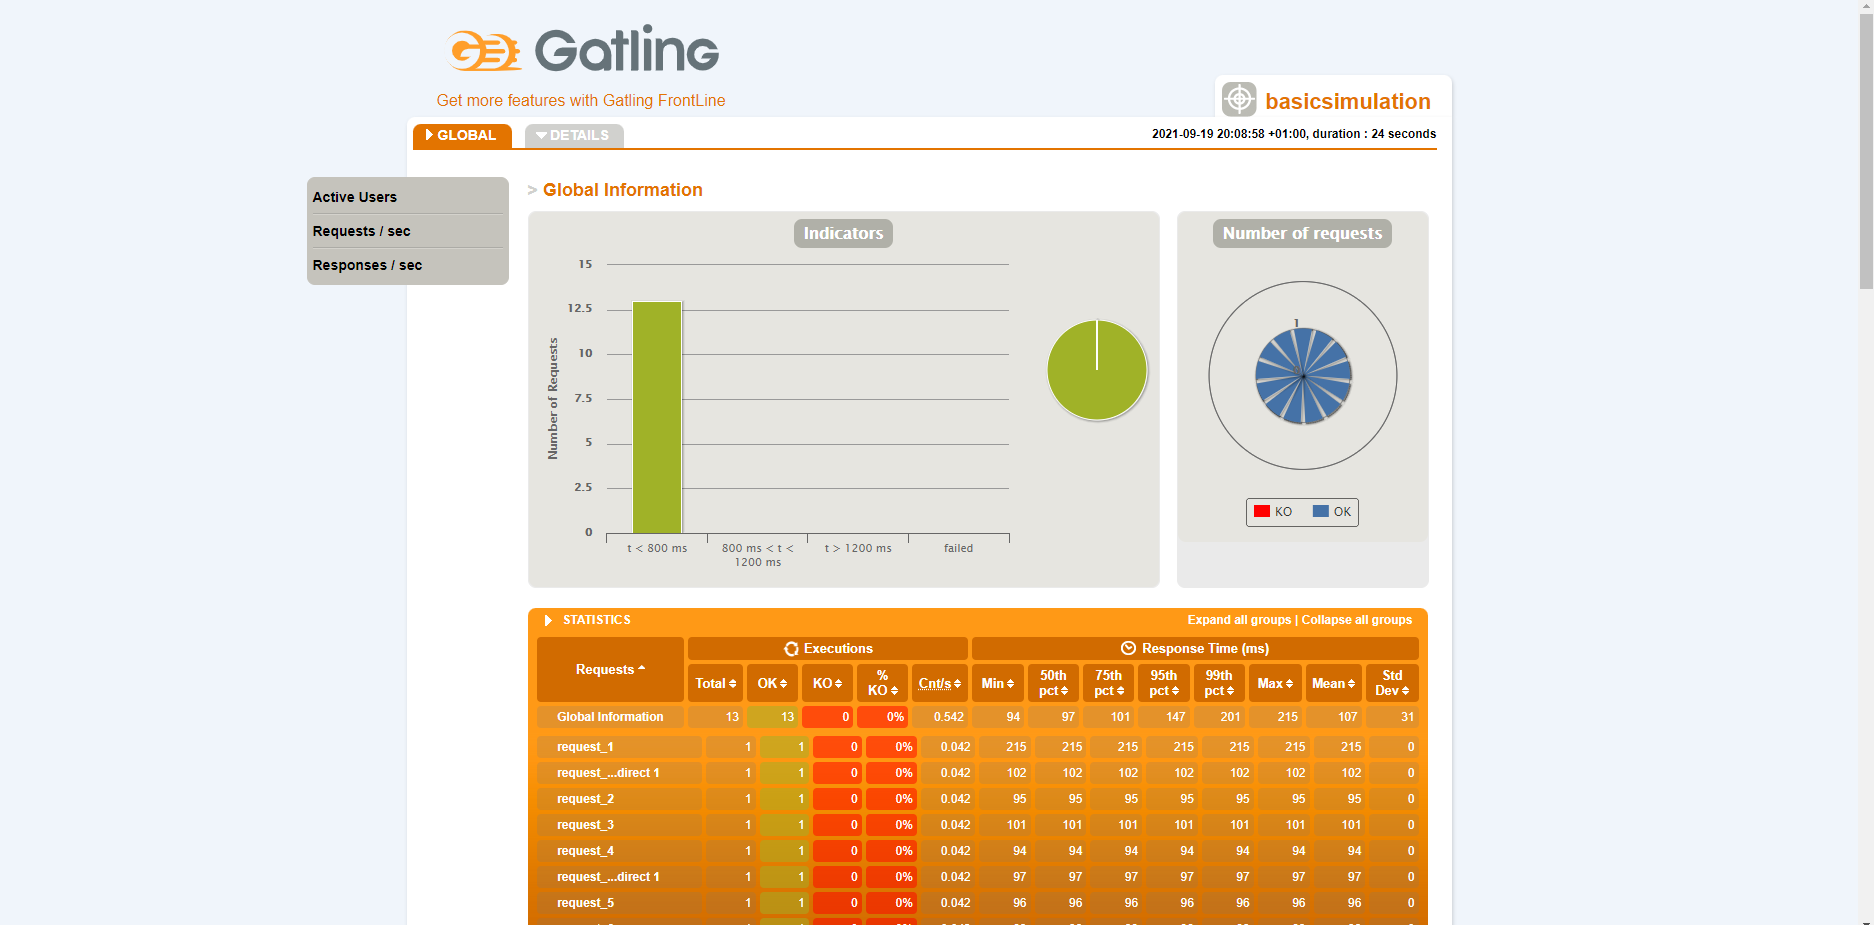 Gatling
Get more features with Gatling FrontLine
basicsimulation
GLOBAL
DETAILS
2021-09-19 20:08:58 +01:00, duration : 24 seconds
Active Users
Requests / sec
Responses / sec
> Global Information
Indicators
Number of Requests
15
12.5
10
7.5
5
2.5
0
t < 800 ms
800 ms < t <
1200 ms
t > 1200 ms
failed
Number of requests
1
KO OK
STATISTICS
Expand all groups | Collapse all groups
Requests
Executions
Response Time (ms)
Total OK KO % KO Cnt/s Min 50th pct 75th pct 95th pct 99th pct Max Mean Std Dev
Global Information 13 13 0 0% 0.542 94 97 101 147 201 215 107 31
request_1 1 1 0 0% 0.042 215 215 215 215 215 215 215 0
request_...direct 1 1 1 0 0% 0.042 102 102 102 102 102 102 102 0
request_2 1 1 0 0% 0.042 95 95 95 95 95 95 95 0
request_3 1 1 0 0% 0.042 101 101 101 101 101 101 101 0
request_4 1 1 0 0% 0.042 94 94 94 94 94 94 94 0
request_...direct 1 1 1 0 0% 0.042 97 97 97 97 97 97 97 0
request_5 1 1 0 0% 0.042 96 96 96 96 96 96 96 0